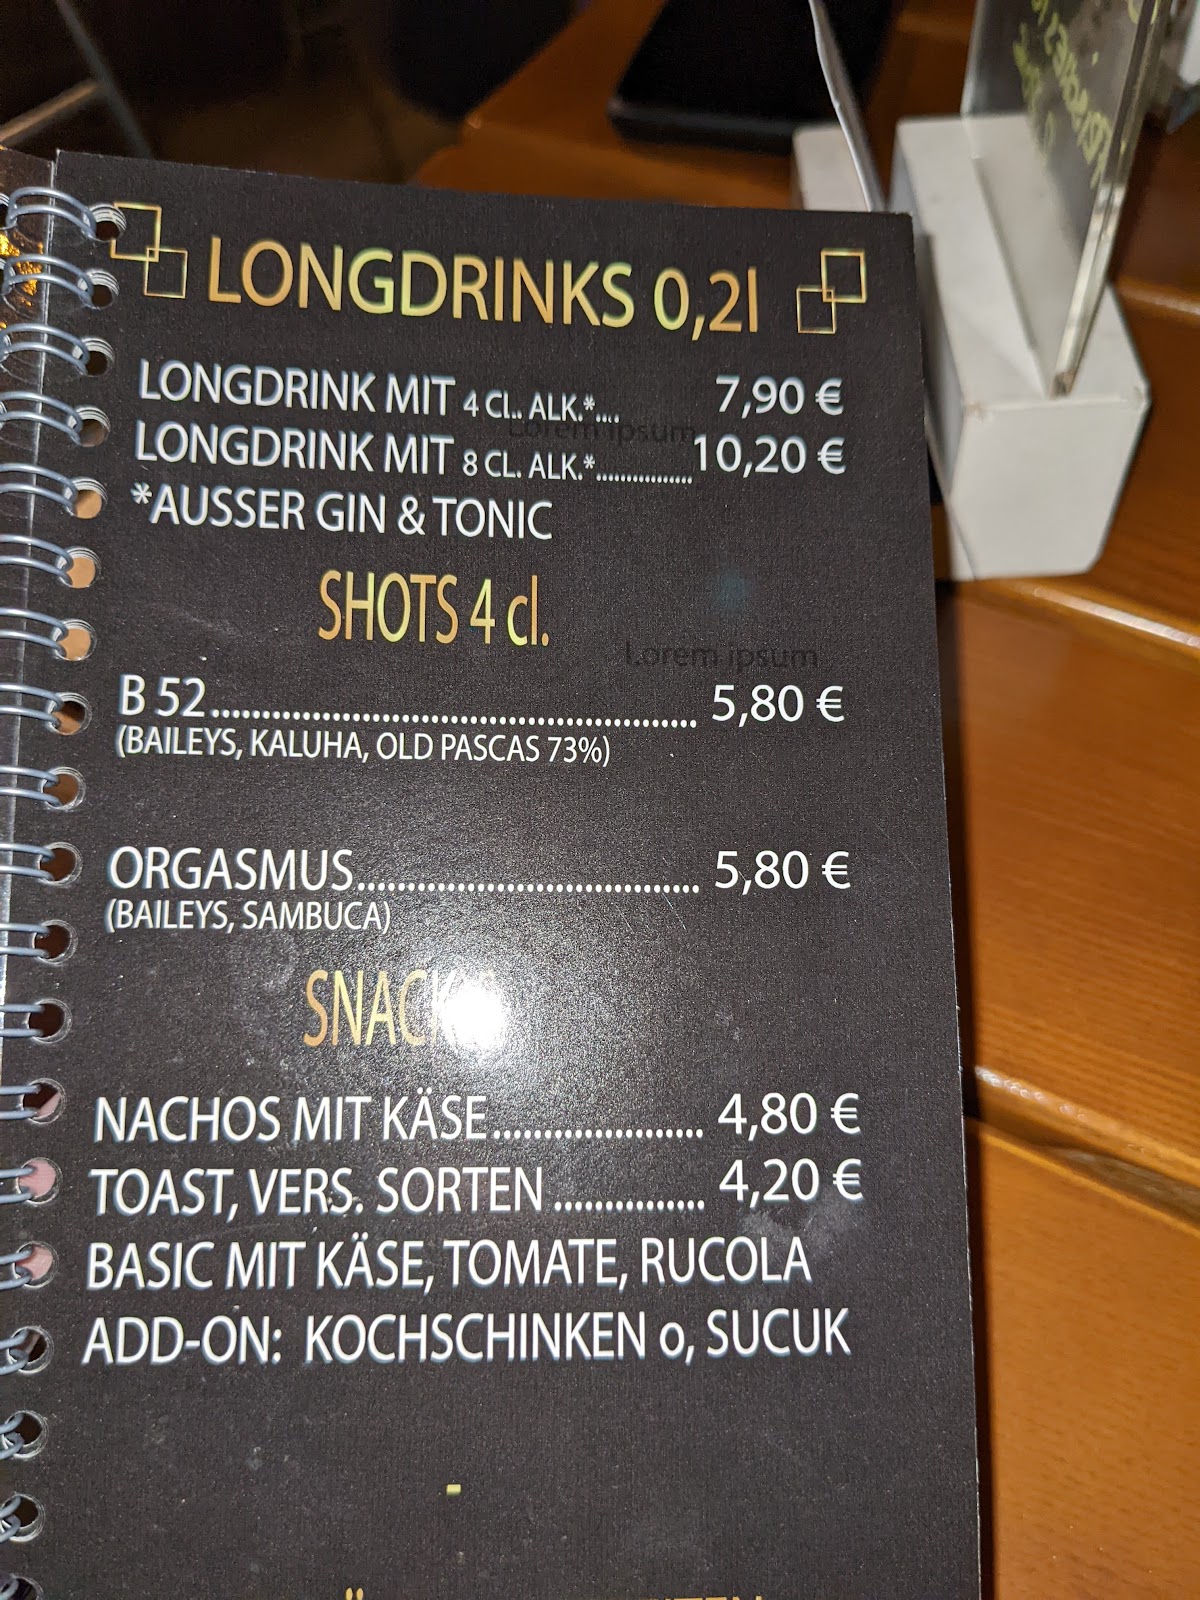 LONGDRINKS 0,2l
LONGDRINK MIT 4 CL.. ALK.*.... 7,90 €
Lorem ipsum
LONGDRINK MIT 8 CL. ALK.*................. 10,20 €
*AUSSER GIN & TONIC
SHOTS 4 cl.
Lorem ipsum
B 52................................................ 5,80 €
(BAILEYS, KALUHA, OLD PASCAS 73%)
ORGASMUS.................................. 5,80 €
(BAILEYS, SAMBUCA)
SNACKS
NACHOS MIT KÄSE..................... 4,80 €
TOAST, VERS. SORTEN ............... 4,20 €
BASIC MIT KÄSE, TOMATE, RUCOLA
ADD-ON: KOCHSCHINKEN o, SUCUK